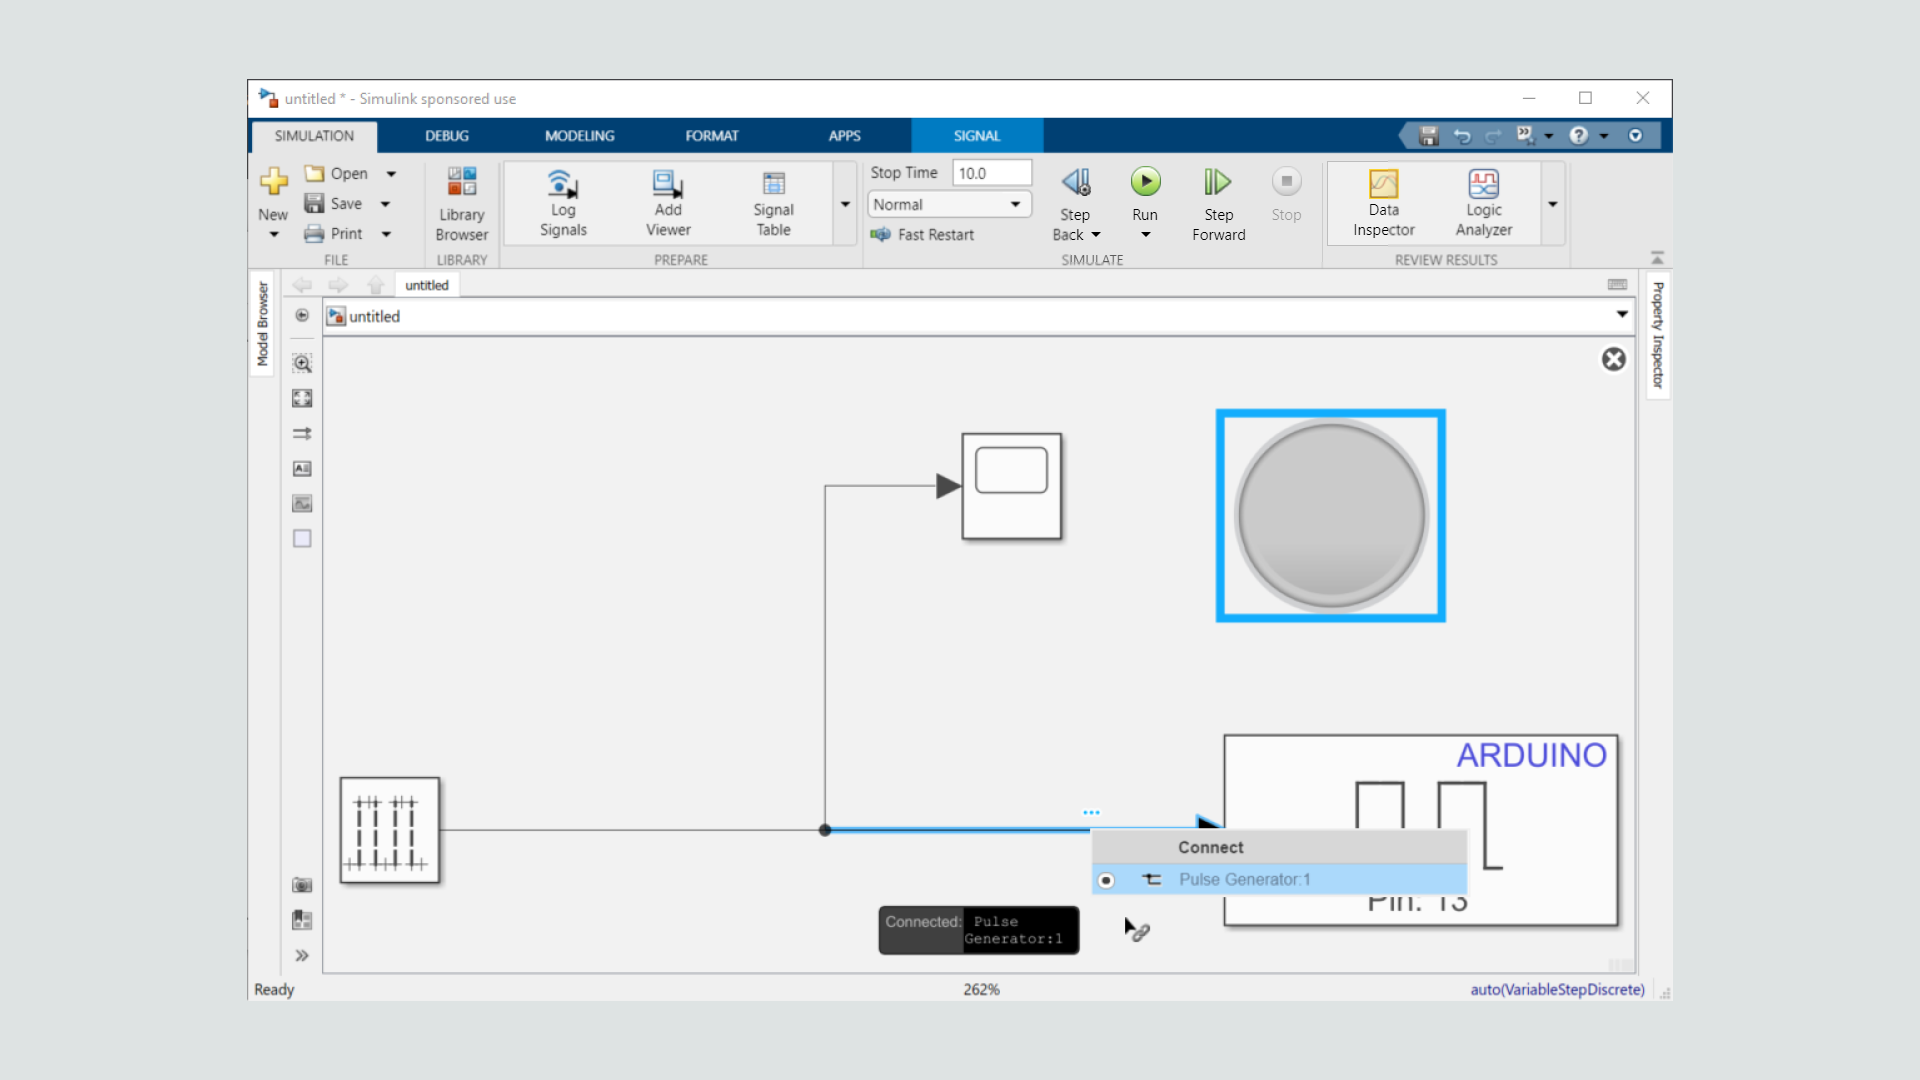 untitled * - Simulink sponsored use
SIMULATION DEBUG MODELING FORMAT APPS SIGNAL
New
Open
Save
Print
FILE
Library
Browser
LIBRARY
Log
Signals
Add
Viewer
Signal
Table
PREPARE
Stop Time 10.0
Normal
Fast Restart
Step
Back
Run
Step
Forward
Stop
SIMULATE
Data
Inspector
Logic
Analyzer
REVIEW RESULTS
Model Browser
untitled
untitled
Property Inspector
ARDUINO
Connect
Pulse Generator:1
Pin: 13
Connected: Pulse
Generator:1
Ready
262%
auto(VariableStepDiscrete)